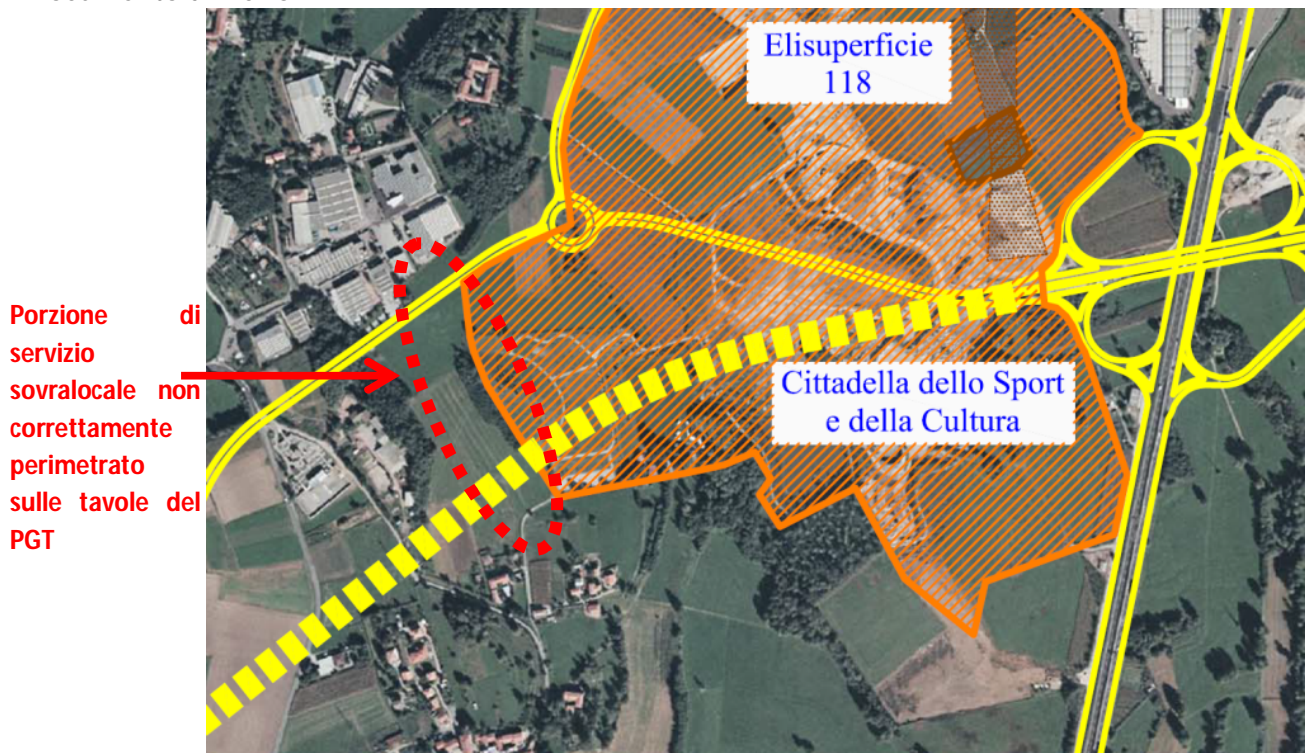 Elisuperficie
118
Porzione di
servizio
sovralocale non
correttamente
perimetrato
sulle tavole del
PGT
Cittadella dello Sport
e della Cultura